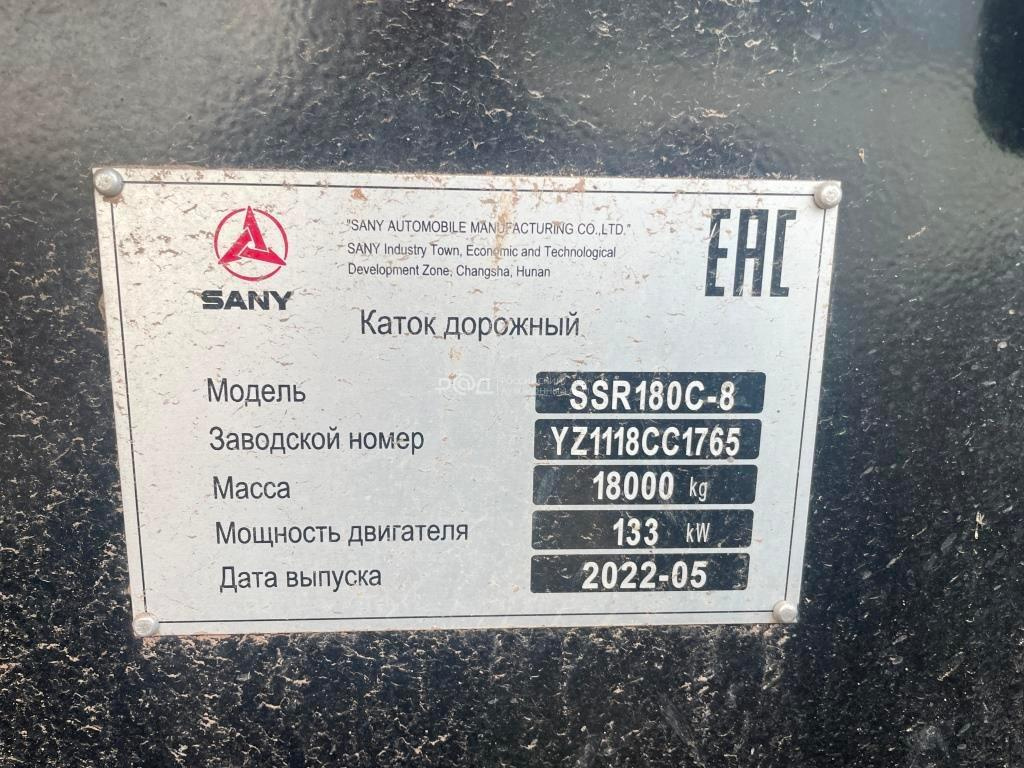 "SANY AUTOMOBILE MANUFACTURING CO.,LTD."
SANY Industry Town, Economic and Technological
Development Zone, Changsha, Hunan
EAC
SANY
Каток дорожный
Модель SSR180C-8
Заводской номер YZ1118CC1765
Масса 18000 kg
Мощность двигателя 133 kW
Дата выпуска 2022-05